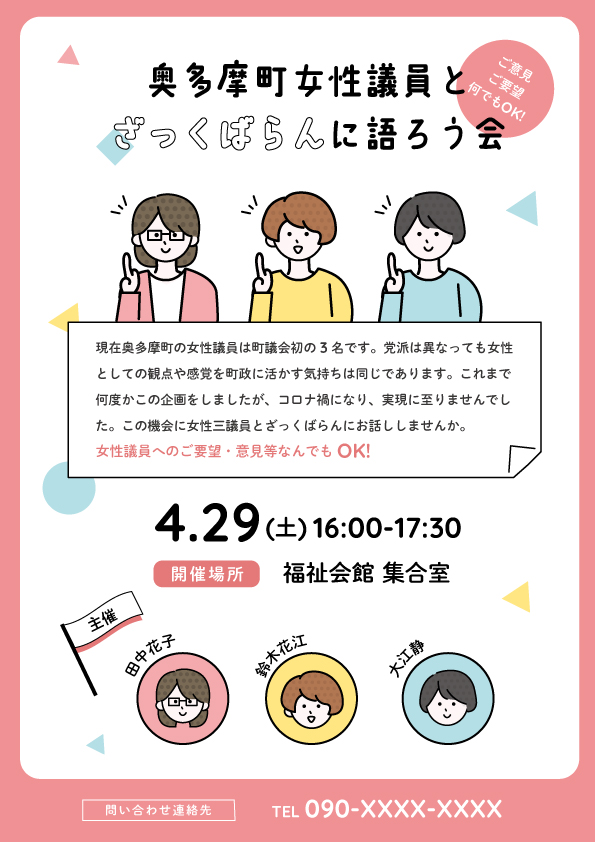 奥多摩町女性議員と
ざっくばらんに語ろう会
ご意見
ご要望
何でもOK!
現在奥多摩町の女性議員は町議会初の3名です。党派は異なっても女性
としての観点や感覚を町政に活かす気持ちは同じであります。これまで
何度かこの企画をしましたが、コロナ禍になり、実現に至りませんでし
た。この機会に女性三議員とざっくばらんにお話ししませんか。
女性議員へのご要望・意見等なんでもOK!
4.29(土)16:00-17:30
開催場所 福祉会館 集合室
主催
田中花子
鈴木花江
大江静
問い合わせ連絡先 TEL 090-XXXX-XXXX